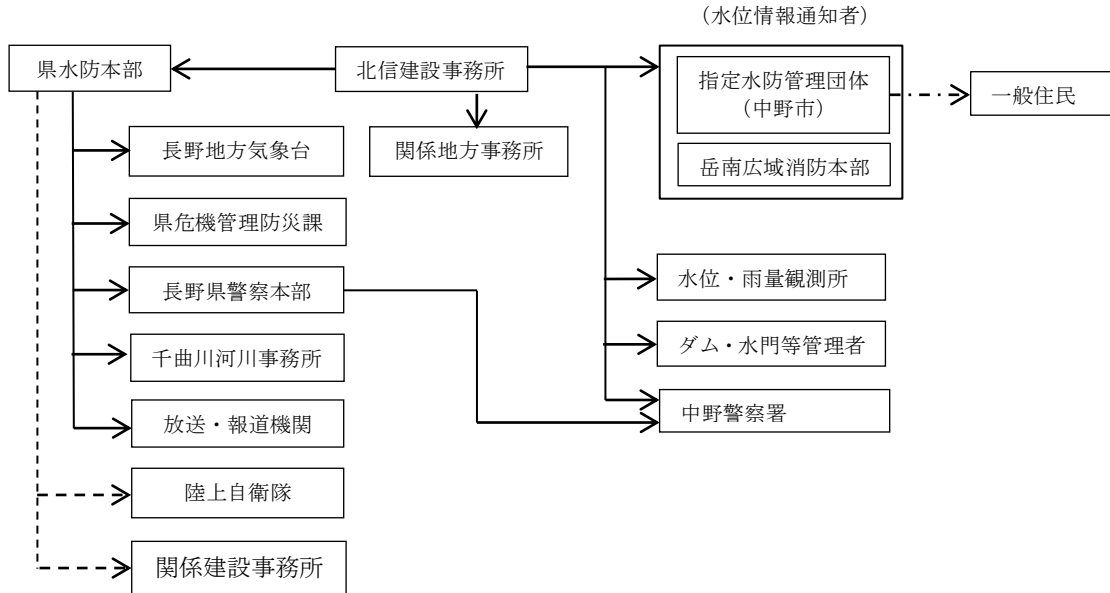 （水位情報通知者）
県水防本部
北信建設事務所
指定水防管理団体
（中野市）
一般住民
長野地方気象台
関係地方事務所
岳南広域消防本部
県危機管理防災課
長野県警察本部
水位・雨量観測所
千曲川河川事務所
ダム・水門等管理者
放送・報道機関
中野警察署
陸上自衛隊
関係建設事務所